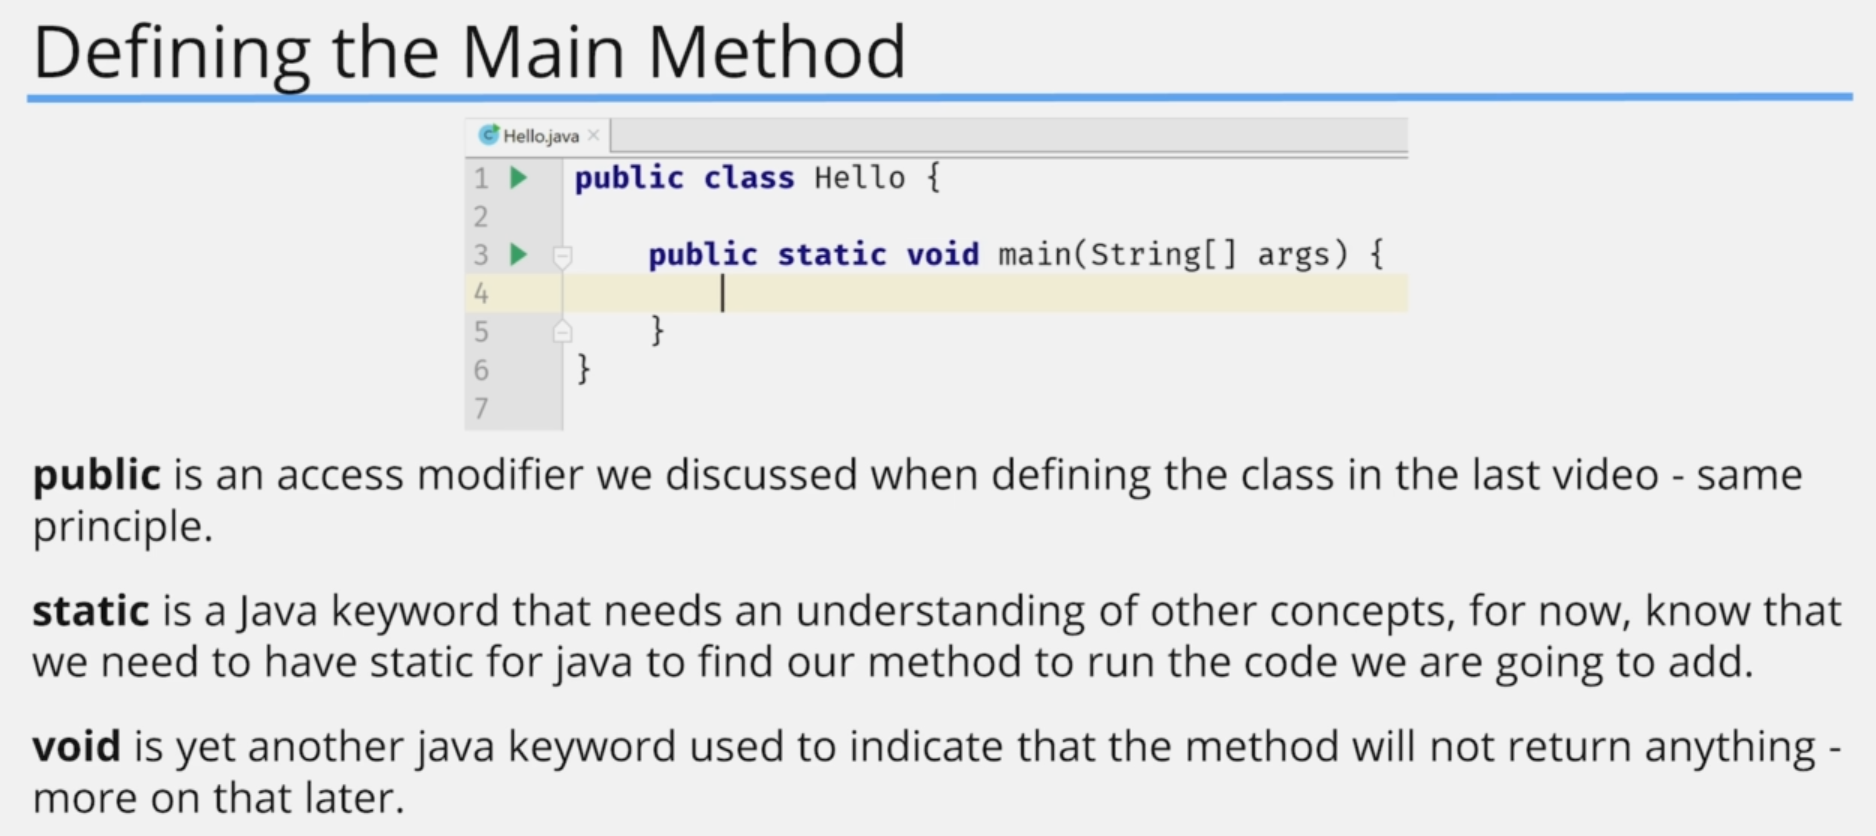 Defining the Main Method
Hello.java
1 public class Hello {
2
3 public static void main(String[] args) {
4
5 }
6 }
7
public is an access modifier we discussed when defining the class in the last video - same
principle.
static is a Java keyword that needs an understanding of other concepts, for now, know that
we need to have static for java to find our method to run the code we are going to add.
void is yet another java keyword used to indicate that the method will not return anything -
more on that later.